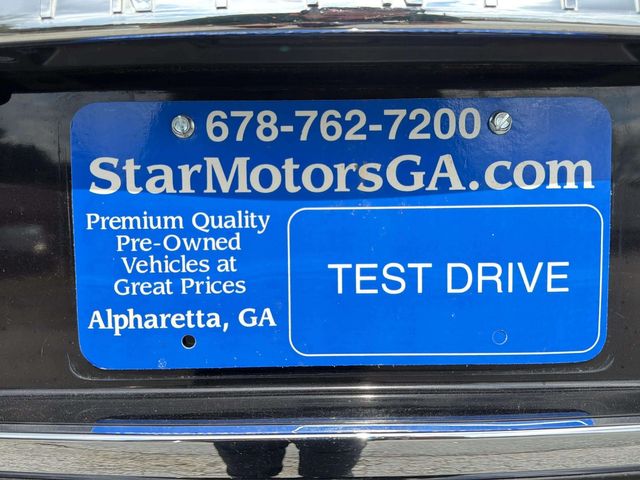 678-762-7200
StarMotorsGA.com
Premium Quality
Pre-Owned
Vehicles at
Great Prices
Alpharetta, GA
TEST DRIVE